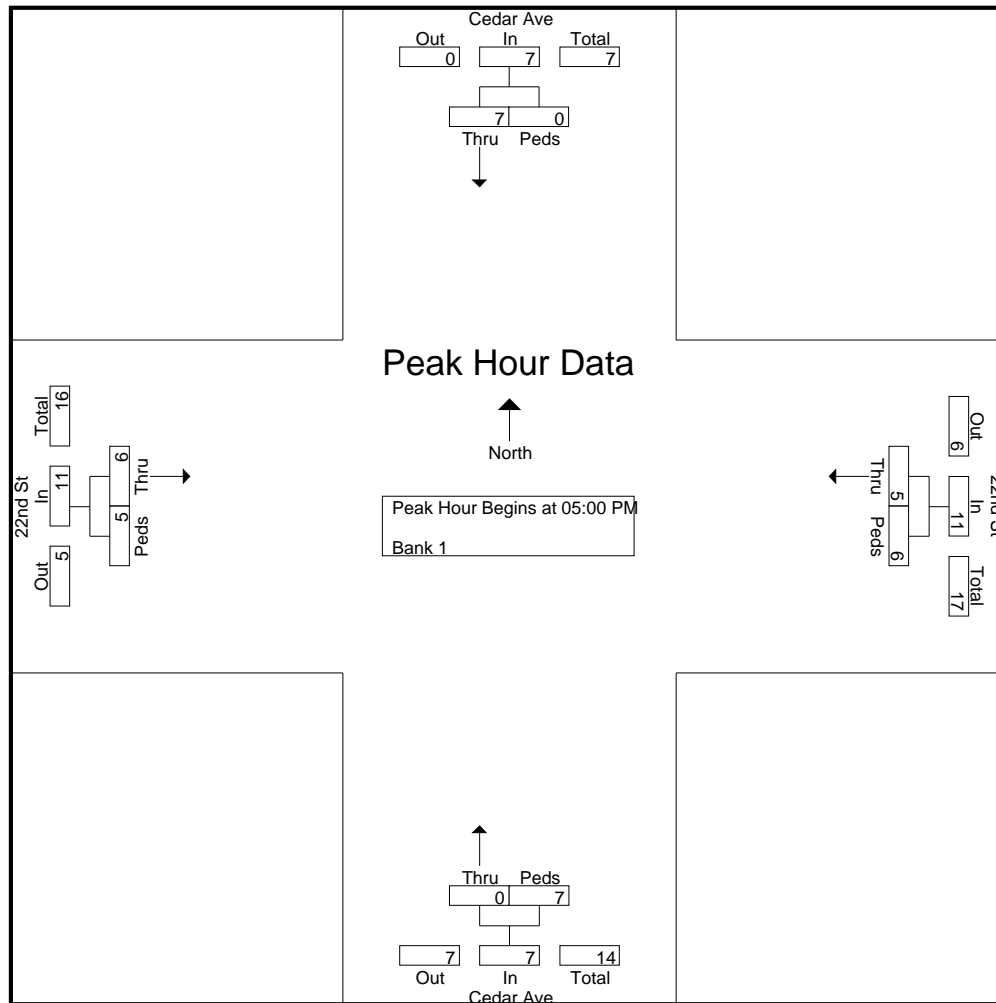 Cedar Ave
Out In Total
0 7 7
7 0
Thru Peds
Peak Hour Data
North
Peak Hour Begins at 05:00 PM
Bank 1
22nd St
Total In Out
16 11 5
6 5
Thru Peds
22nd St
Out In Total
6 11 17
Thru Peds
5 6
Thru Peds
0 7
7 7 14
Out In Total
Cedar Ave